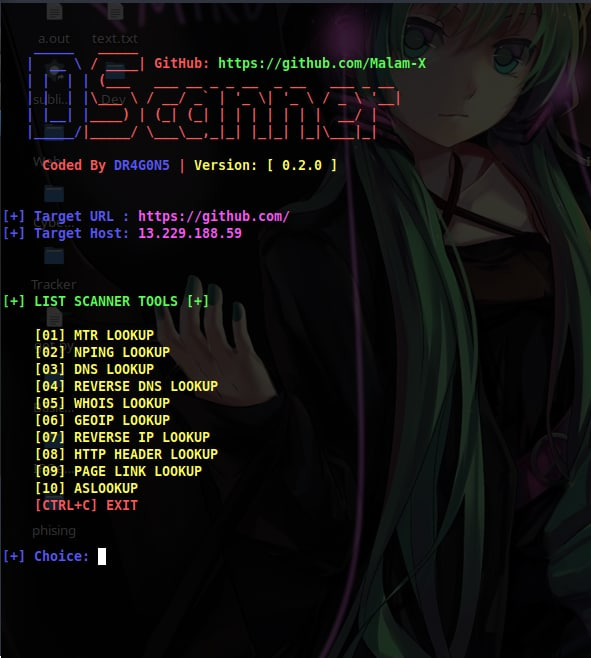 a.out text.txt
GitHub: https://github.com/Malam-X
DScanner
Dev
Coded By DR4G0N5 | Version: [ 0.2.0 ]
[+] Target URL : https://github.com/
[+] Target Host: 13.229.188.59
Tracker
[+] LIST SCANNER TOOLS [+]
[01] MTR LOOKUP
[02] NPING LOOKUP
[03] DNS LOOKUP
[04] REVERSE DNS LOOKUP
[05] WHOIS LOOKUP
[06] GEOIP LOOKUP
[07] REVERSE IP LOOKUP
[08] HTTP HEADER LOOKUP
[09] PAGE LINK LOOKUP
[10] ASLOOKUP
[CTRL+C] EXIT
phising
[+] Choice: